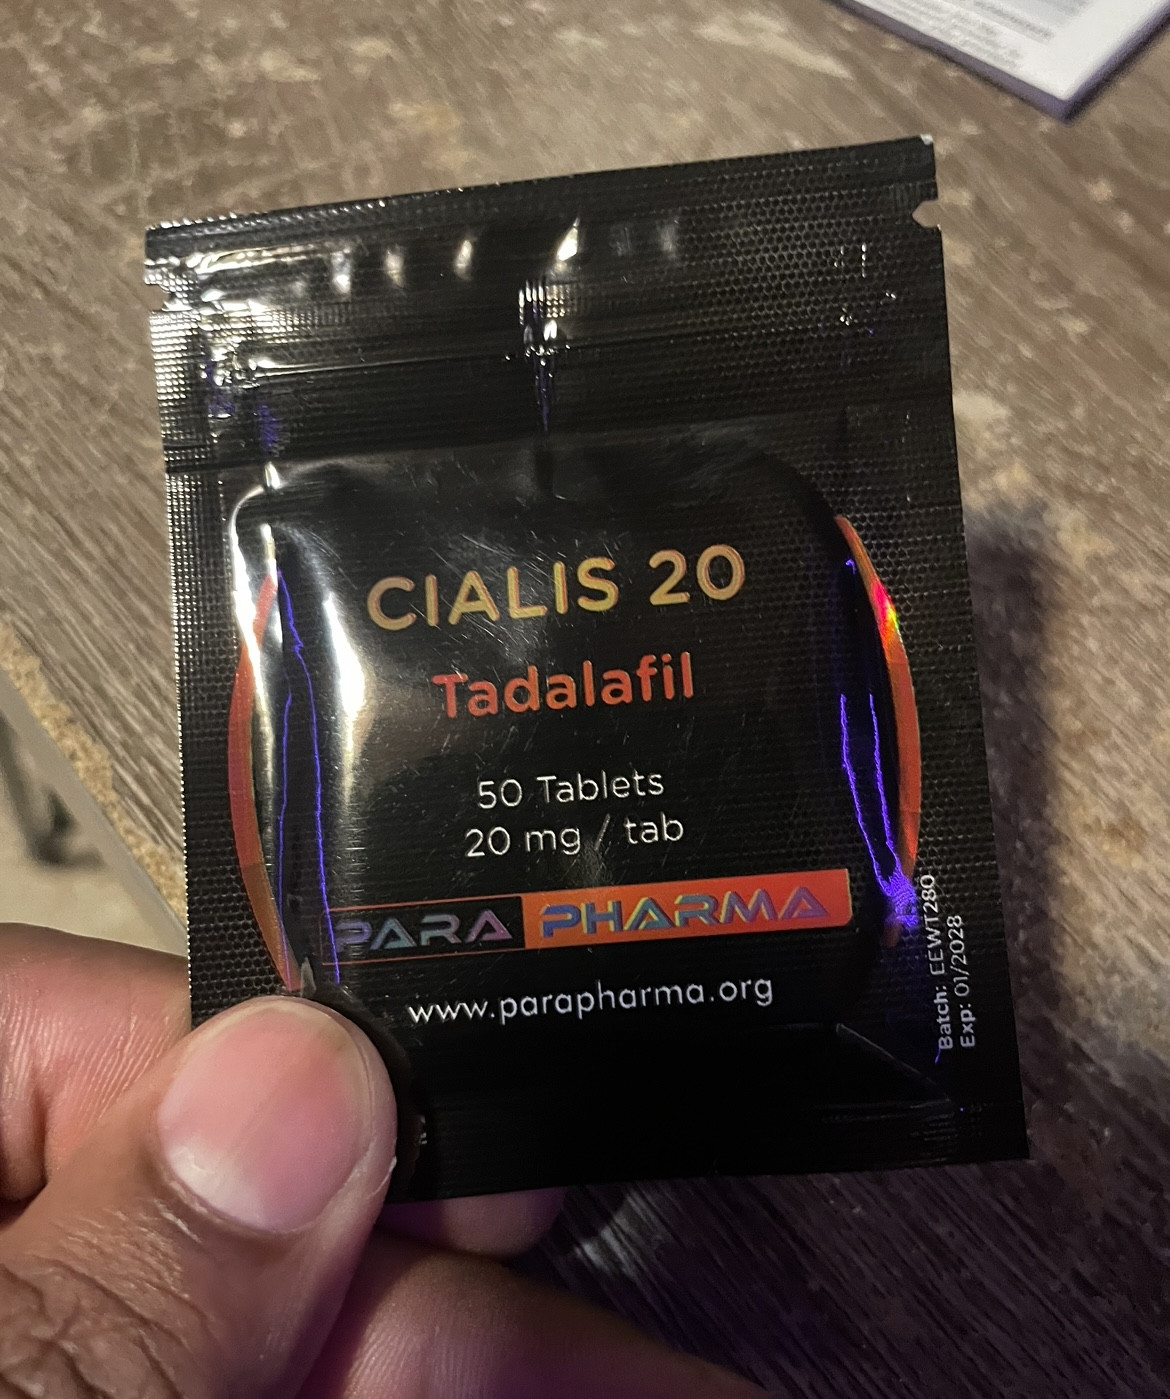 CIALIS 20
Tadalafil
50 Tablets
20 mg / tab
PARA PHARMA
www.parapharma.org
Batch: EEWT280
Exp: 01/2028